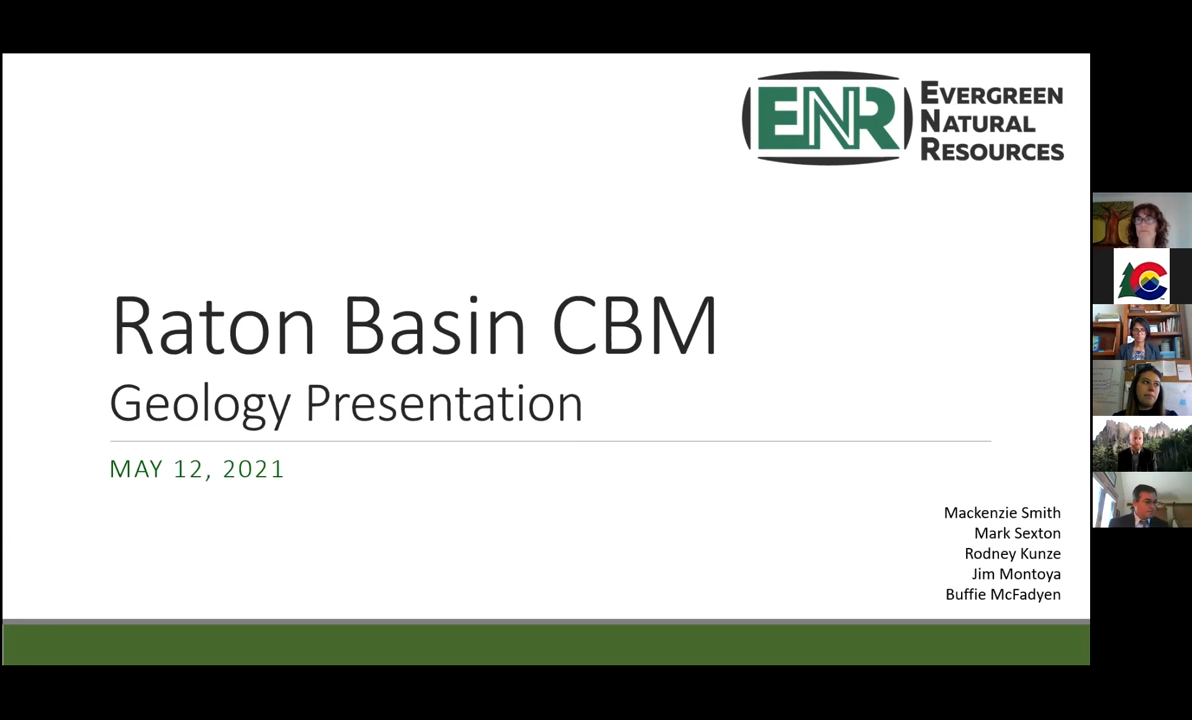 ENR
EVERGREEN
NATURAL
RESOURCES
Raton Basin CBM
Geology Presentation
MAY 12, 2021
Mackenzie Smith
Mark Sexton
Rodney Kunze
Jim Montoya
Buffie McFadyen